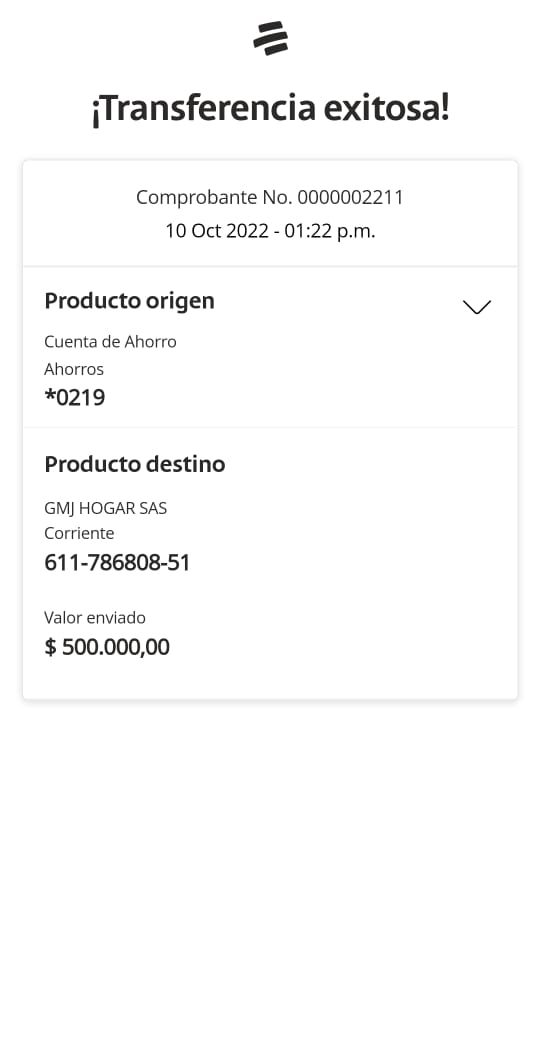 ¡Transferencia exitosa!
Comprobante No. 0000002211
10 Oct 2022 - 01:22 p.m.
Producto origen
Cuenta de Ahorro
Ahorros
*0219
Producto destino
GMJ HOGAR SAS
Corriente
611-786808-51
Valor enviado
$ 500.000,00